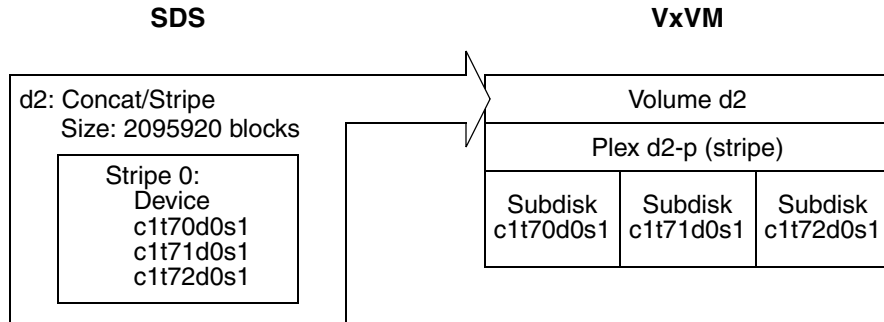 SDS
VxVM
d2: Concat/Stripe
Size: 2095920 blocks
Stripe 0:
Device
c1t70d0s1
c1t71d0s1
c1t72d0s1
Volume d2
Plex d2-p (stripe)
Subdisk
c1t70d0s1
Subdisk
c1t71d0s1
Subdisk
c1t72d0s1